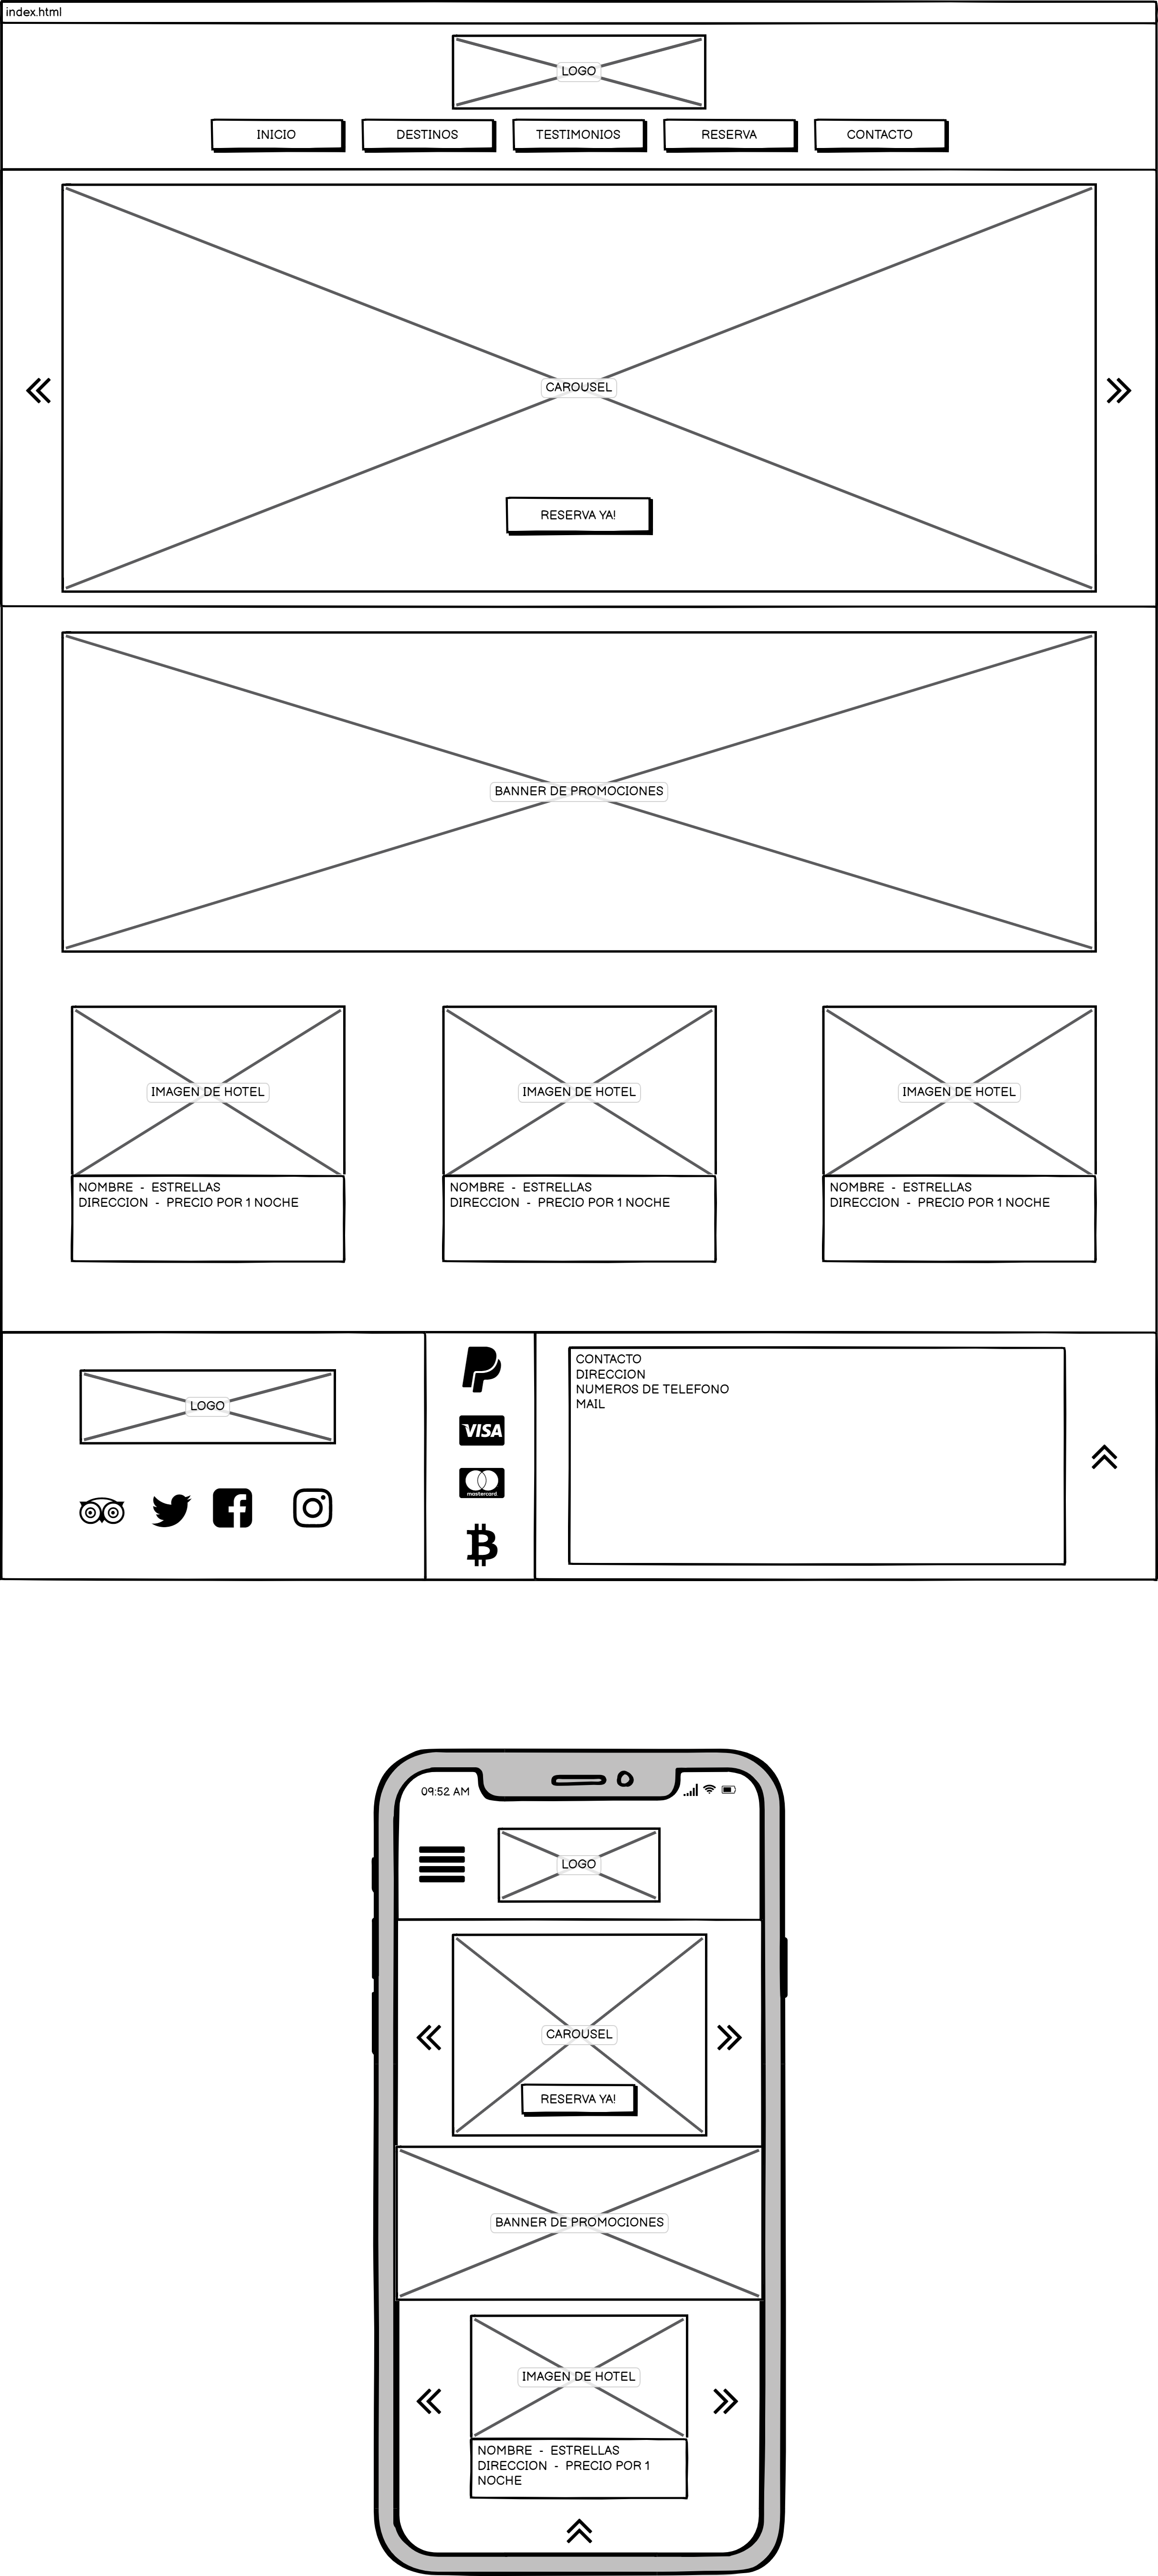 index.html
LOGO
INICIO DESTINOS TESTIMONIOS RESERVA CONTACTO
CAROUSEL
RESERVA YA!
BANNER DE PROMOCIONES
IMAGEN DE HOTEL IMAGEN DE HOTEL IMAGEN DE HOTEL
NOMBRE - ESTRELLAS
DIRECCION - PRECIO POR 1 NOCHE
NOMBRE - ESTRELLAS
DIRECCION - PRECIO POR 1 NOCHE
NOMBRE - ESTRELLAS
DIRECCION - PRECIO POR 1 NOCHE
LOGO
VISA
mastercard.
CONTACTO
DIRECCION
NUMEROS DE TELEFONO
MAIL
09:52 AM
LOGO
CAROUSEL
RESERVA YA!
BANNER DE PROMOCIONES
IMAGEN DE HOTEL
NOMBRE - ESTRELLAS
DIRECCION - PRECIO POR 1
NOCHE